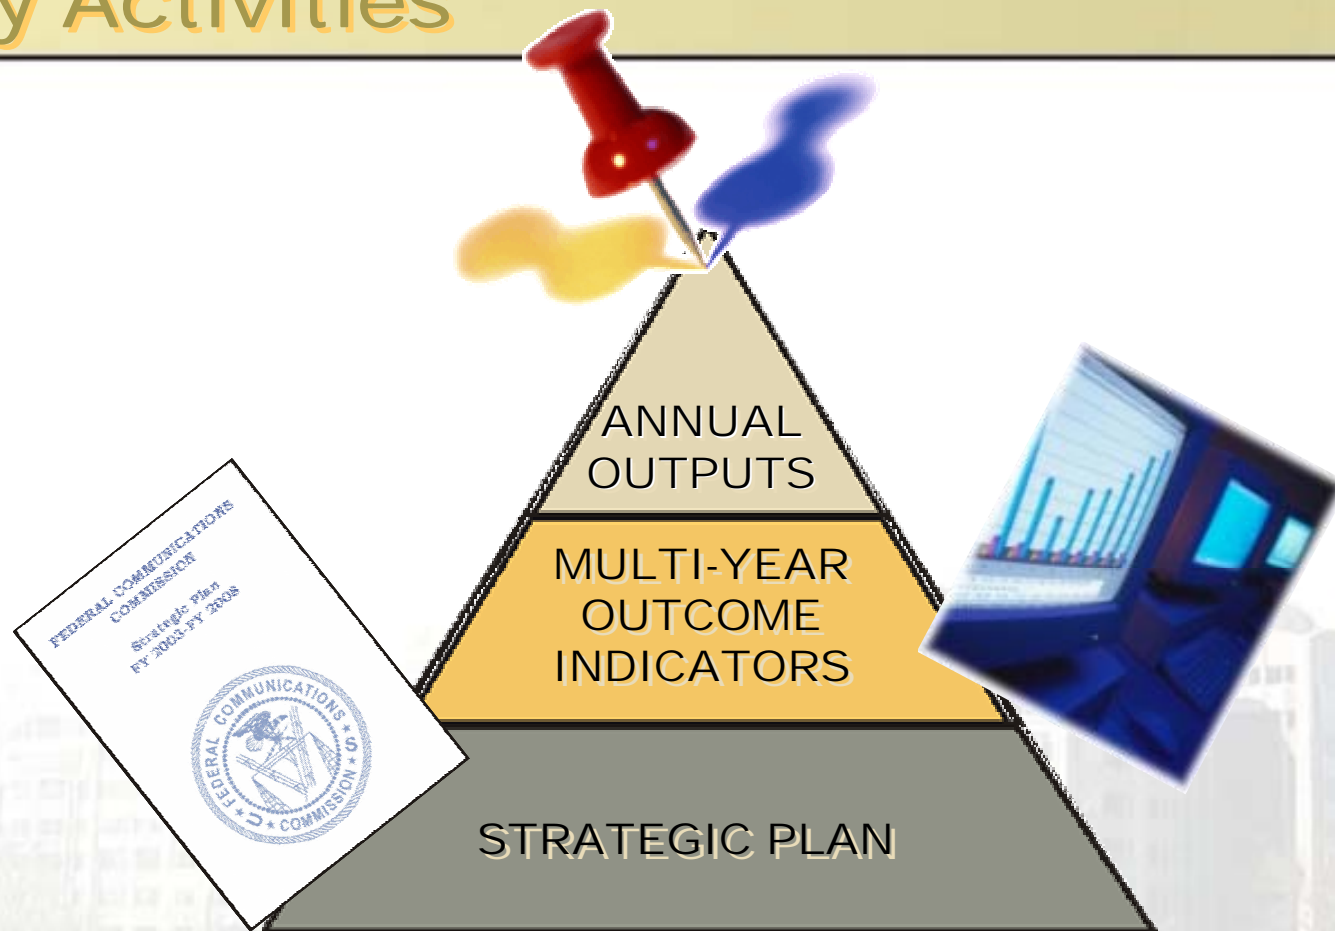 y Activities
ANNUAL
OUTPUTS
MULTI-YEAR
OUTCOME
INDICATORS
STRATEGIC PLAN
FEDERAL COMMUNICATIONS
COMMISSION
Strategic Plan
FY 2003-FY 2008
FEDERAL COMMUNICATIONS
COMMISSION